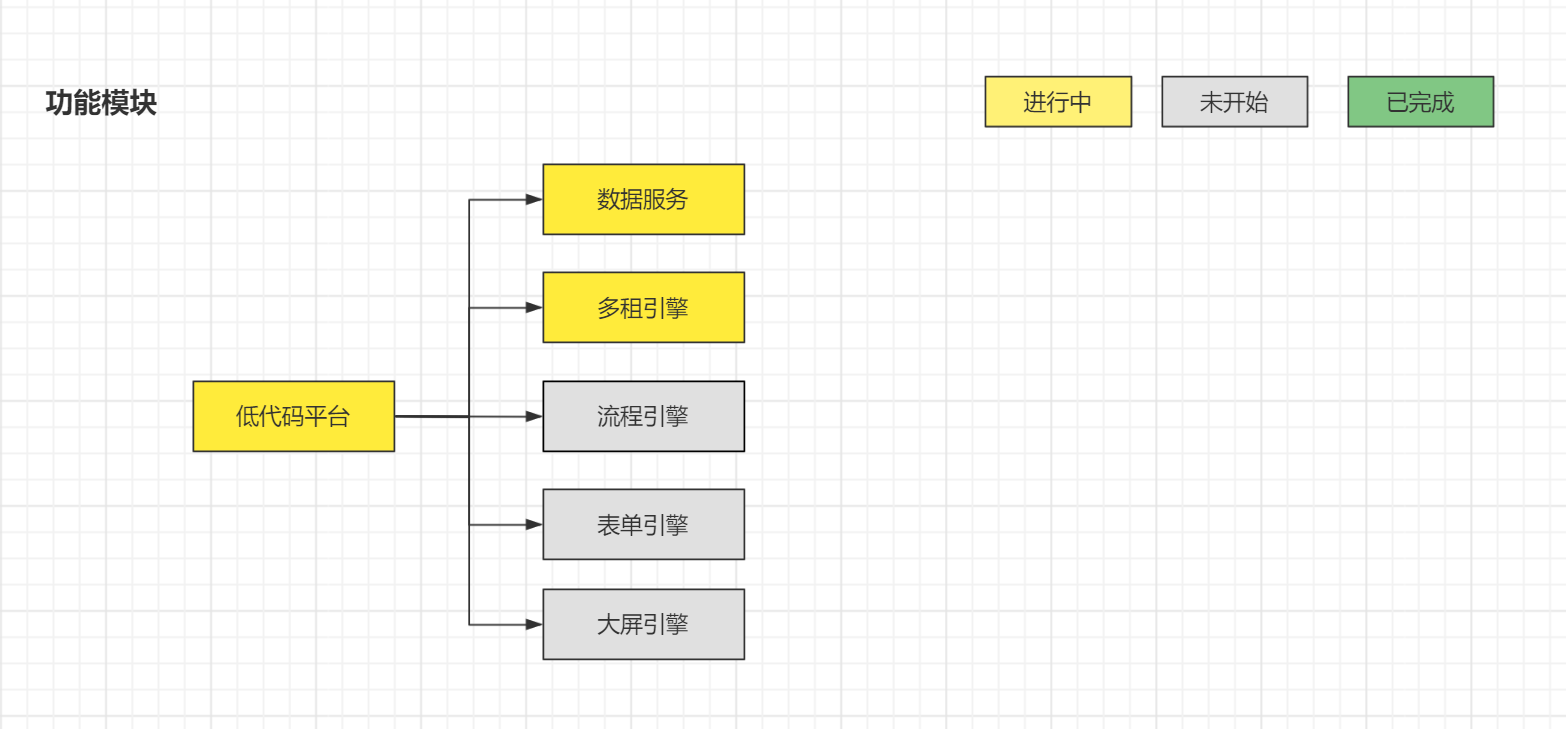 功能模块
进行中
未开始
已完成
数据服务
多租引擎
低代码平台
流程引擎
表单引擎
大屏引擎